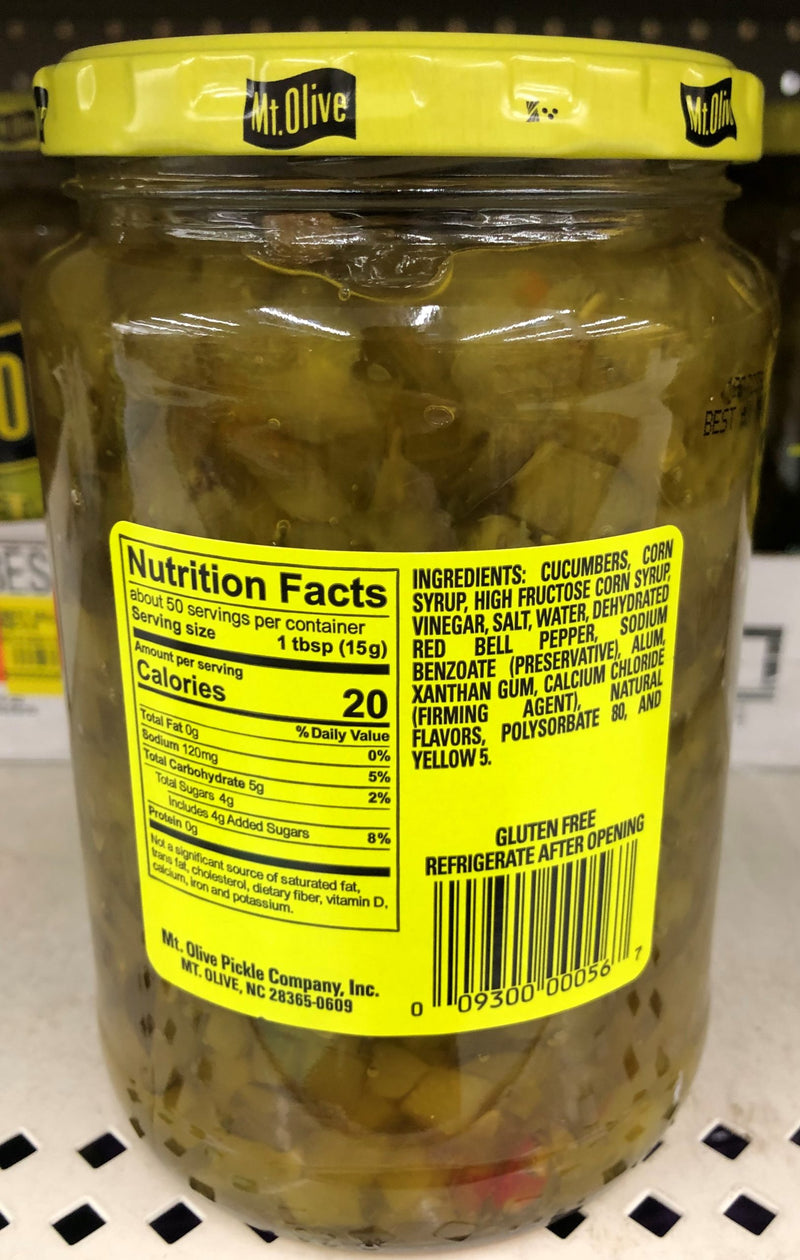 Mt. Olive
Mt. Oliv
BEST
Nutrition Facts
about 50 servings per container
Serving size 1 tbsp (15g)
Amount per serving
Calories 20
% Daily Value
Total Fat 0g 0%
Sodium 120mg 5%
Total Carbohydrate 5g 2%
Total Sugars 4g
Includes 4g Added Sugars 8%
Protein 0g
Not a significant source of saturated fat,
trans fat, cholesterol, dietary fiber, vitamin D,
calcium, iron and potassium.
Mt. Olive Pickle Company, Inc.
MT. OLIVE, NC 28365-0609
INGREDIENTS: CUCUMBERS, CORN
SYRUP, HIGH FRUCTOSE CORN SYRUP,
VINEGAR, SALT, WATER, DEHYDRATED
RED BELL PEPPER, SODIUM
BENZOATE (PRESERVATIVE), ALUM,
XANTHAN GUM, CALCIUM CHLORIDE
(FIRMING AGENT), NATURAL
FLAVORS, POLYSORBATE 80, AND
YELLOW 5.
GLUTEN FREE
REFRIGERATE AFTER OPENING
0 09300 00056 7